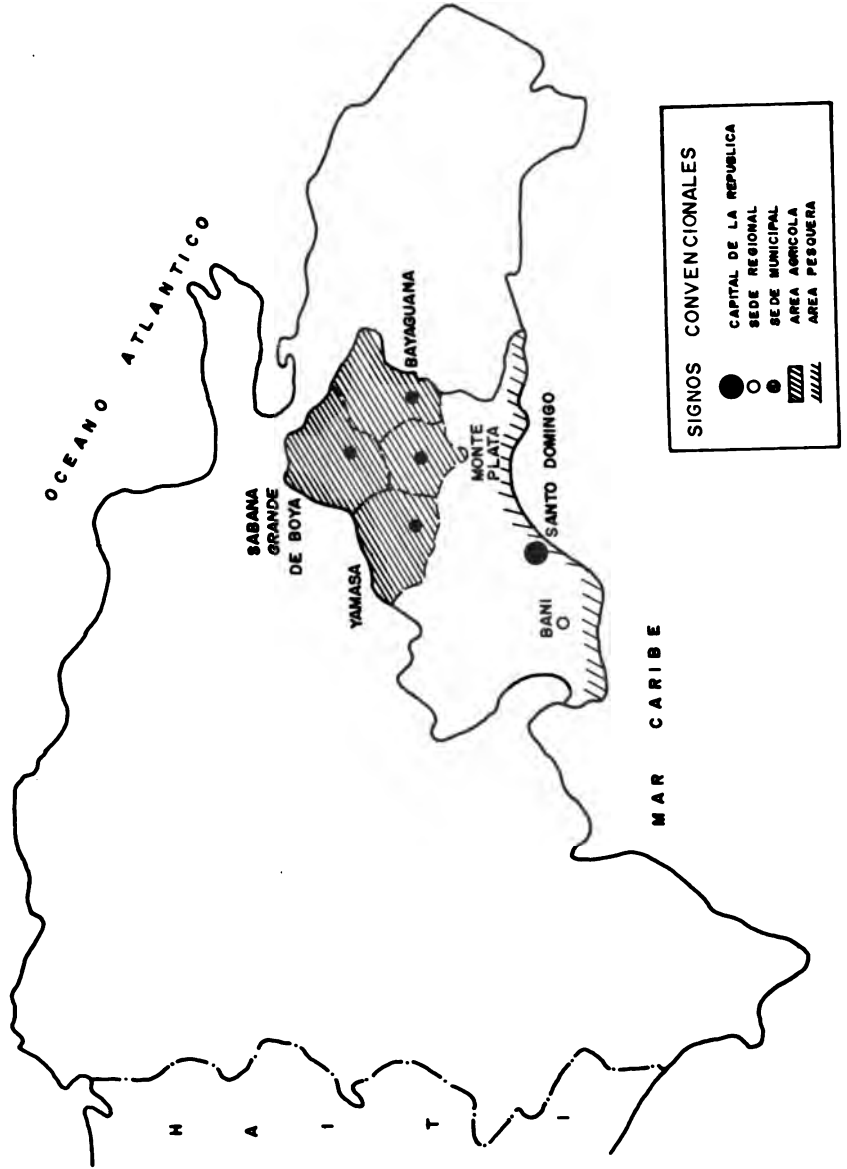 OCEANO ATLANTICO
SABANA
GRANDE
DE BOYA
YAMASA
BAYAGUANA
MONTE
PLATA
SANTO DOMINGO
BANI
MAR CARIBE
HAITI
SIGNOS CONVENCIONALES
CAPITAL DE LA REPUBLICA
SEDE REGIONAL
SEDE MUNICIPAL
AREA AGRICOLA
AREA PESQUERA